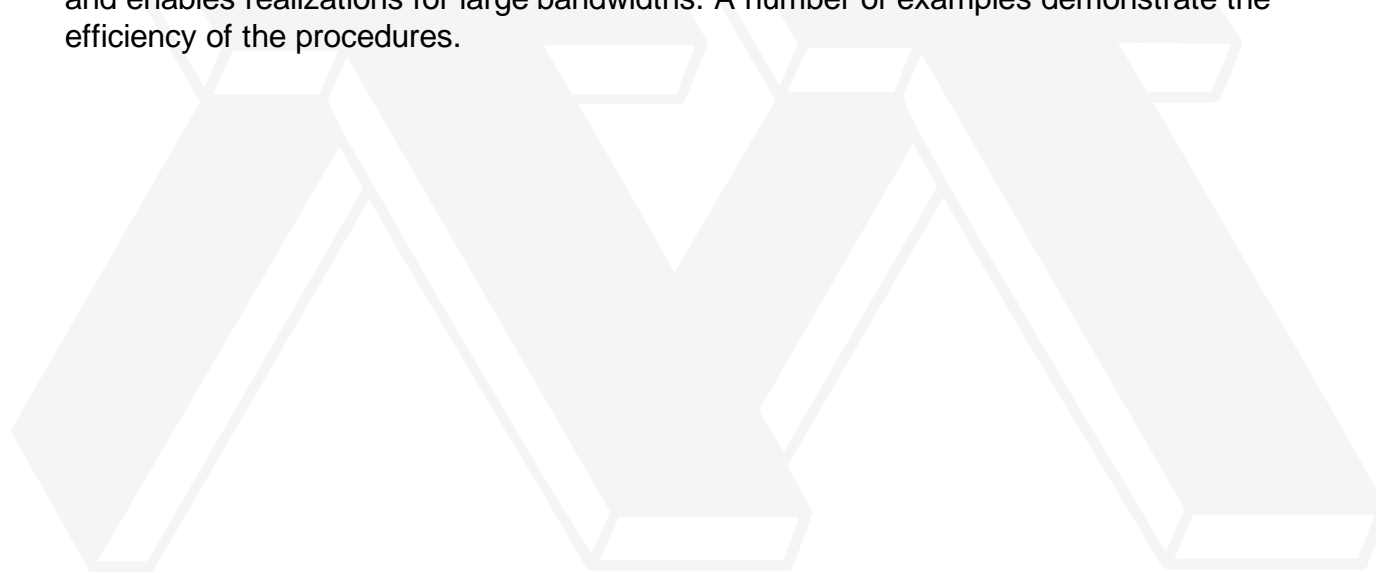 and enables realizations for large bandwidths. A number of examples demonstrate the
efficiency of the procedures.